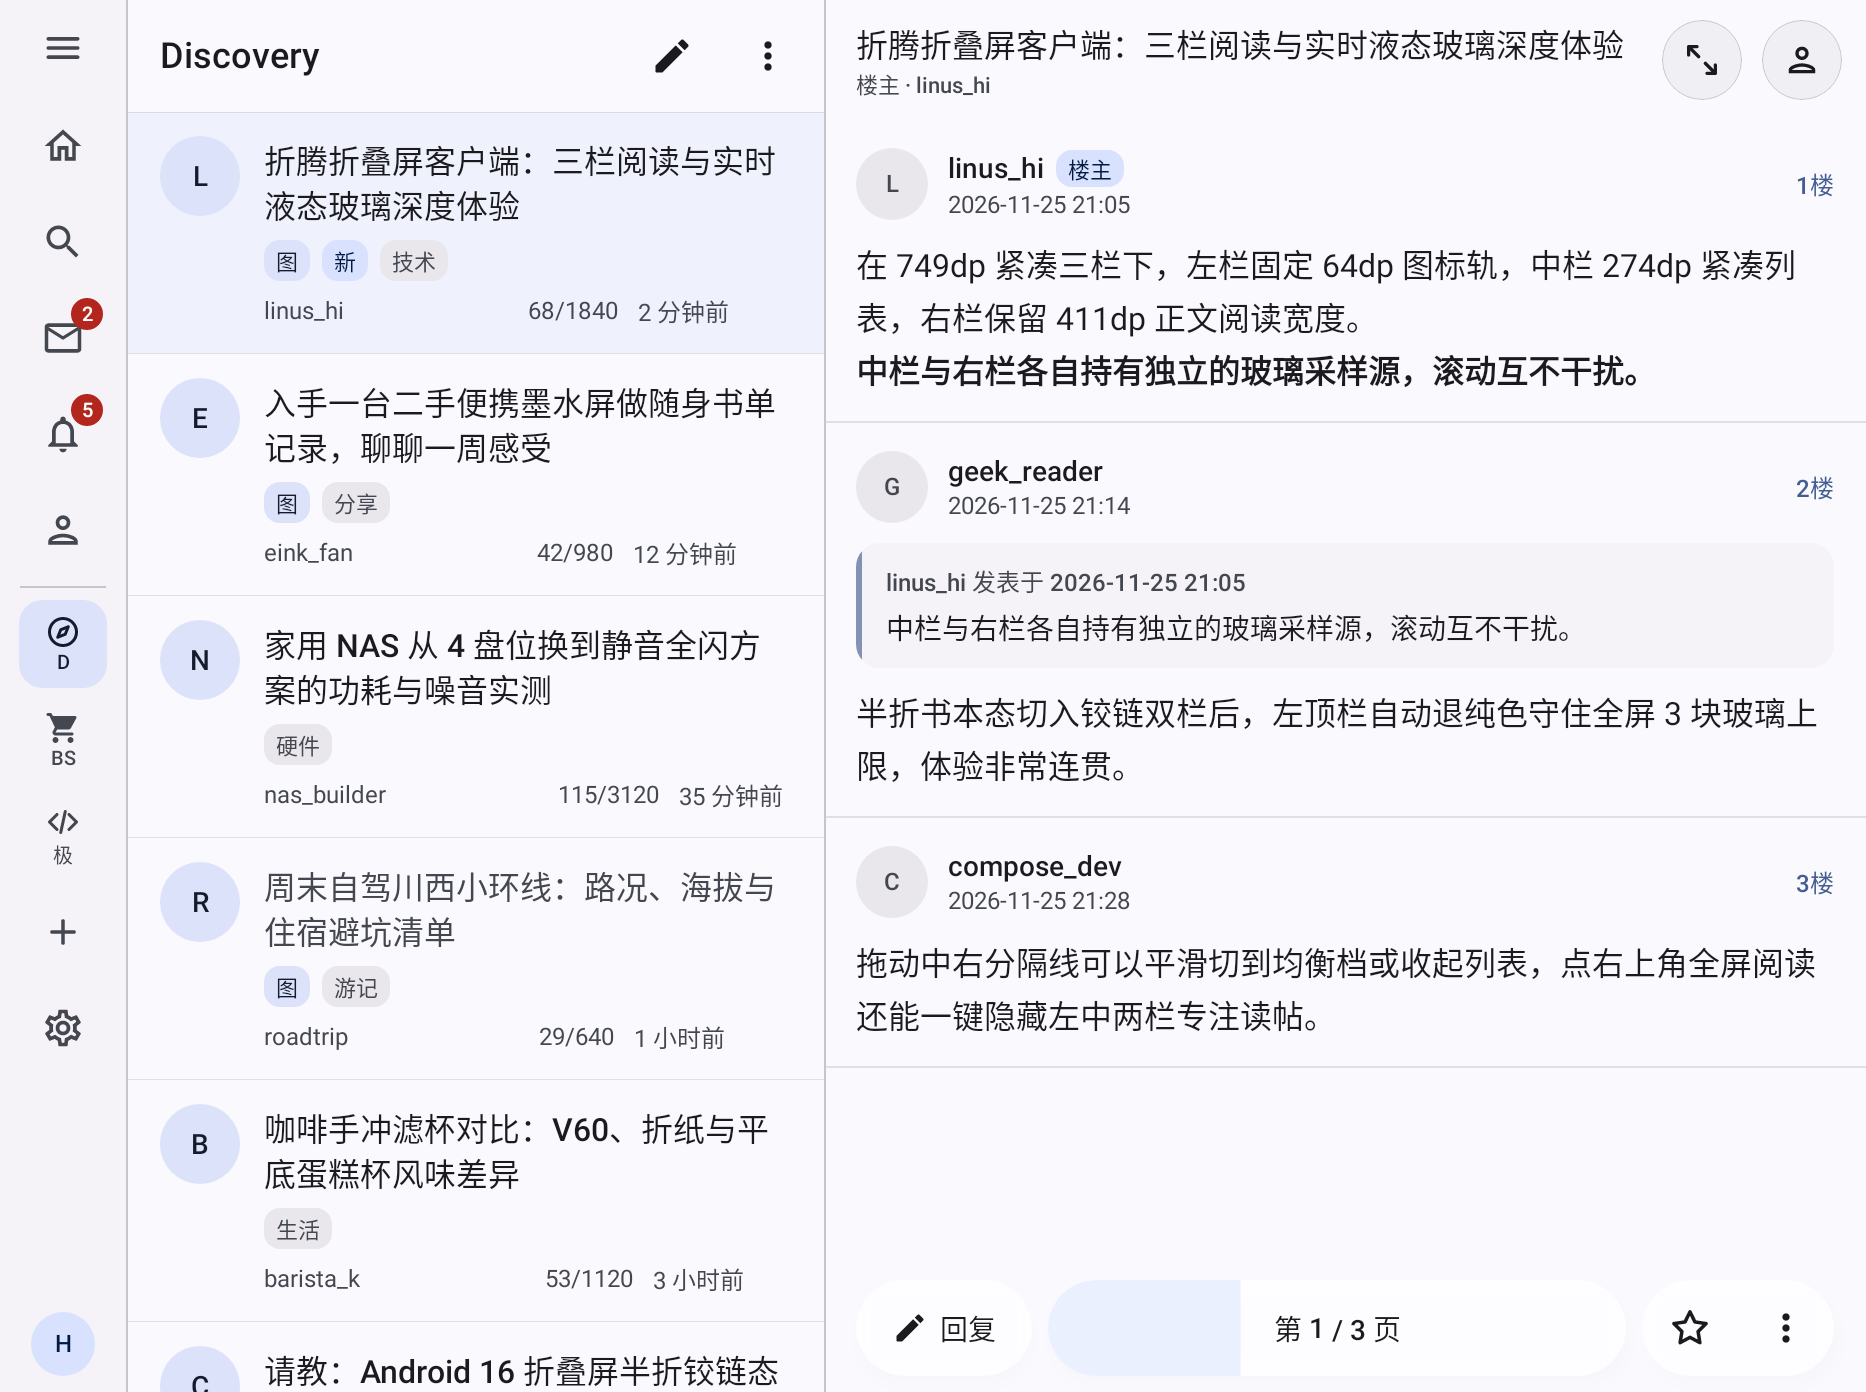 2
5
D
BS
极
H
Discovery
L
折腾折叠屏客户端：三栏阅读与实时
液态玻璃深度体验
图 新 技术
linus_hi 68/1840 2 分钟前
E
入手一台二手便携墨水屏做随身书单
记录，聊聊一周感受
图 分享
eink_fan 42/980 12 分钟前
N
家用 NAS 从 4 盘位换到静音全闪方
案的功耗与噪音实测
硬件
nas_builder 115/3120 35 分钟前
R
周末自驾川西小环线：路况、海拔与
住宿避坑清单
图 游记
roadtrip 29/640 1 小时前
B
咖啡手冲滤杯对比：V60、折纸与平
底蛋糕杯风味差异
生活
barista_k 53/1120 3 小时前
C
请教：Android 16 折叠屏半折铰链态
折腾折叠屏客户端：三栏阅读与实时液态玻璃深度体验
楼主 · linus_hi
L
linus_hi 楼主
2026-11-25 21:05
1楼
在 749dp 紧凑三栏下，左栏固定 64dp 图标轨，中栏 274dp 紧凑列
表，右栏保留 411dp 正文阅读宽度。
中栏与右栏各自持有独立的玻璃采样源，滚动互不干扰。
G
geek_reader
2026-11-25 21:14
2楼
linus_hi 发表于 2026-11-25 21:05
中栏与右栏各自持有独立的玻璃采样源，滚动互不干扰。
半折书本态切入铰链双栏后，左顶栏自动退纯色守住全屏 3 块玻璃上
限，体验非常连贯。
C
compose_dev
2026-11-25 21:28
3楼
拖动中右分隔线可以平滑切到均衡档或收起列表，点右上角全屏阅读
还能一键隐藏左中两栏专注读帖。
回复
第 1 / 3 页